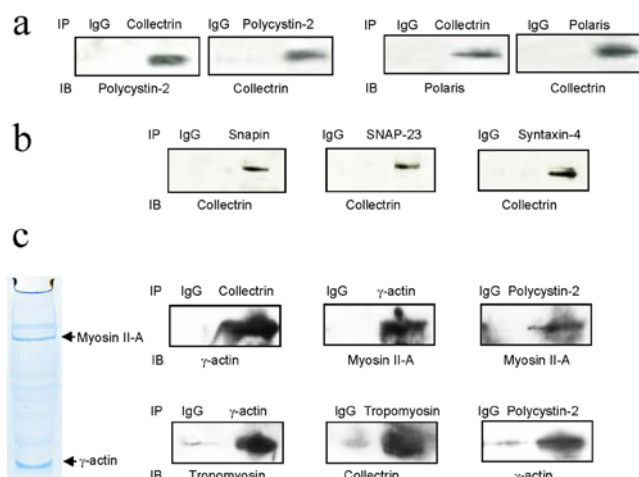 a
IP IgG Collectrin IgG Polycystin-2 IP IgG Collectrin IgG Polaris
IB Polycystin-2 Collectrin IB Polaris Collectrin
b
IP IgG Snapin IgG SNAP-23 IgG Syntaxin-4
IB Collectrin Collectrin Collectrin
c
IP IgG Collectrin IgG γ-actin IgG Polycystin-2
Myosin II-A
IB γ-actin Myosin II-A Myosin II-A
IP IgG γ-actin IgG Tropomyosin IgG Polycystin-2
γ-actin
IB Tropomyosin Collectrin γ-actin